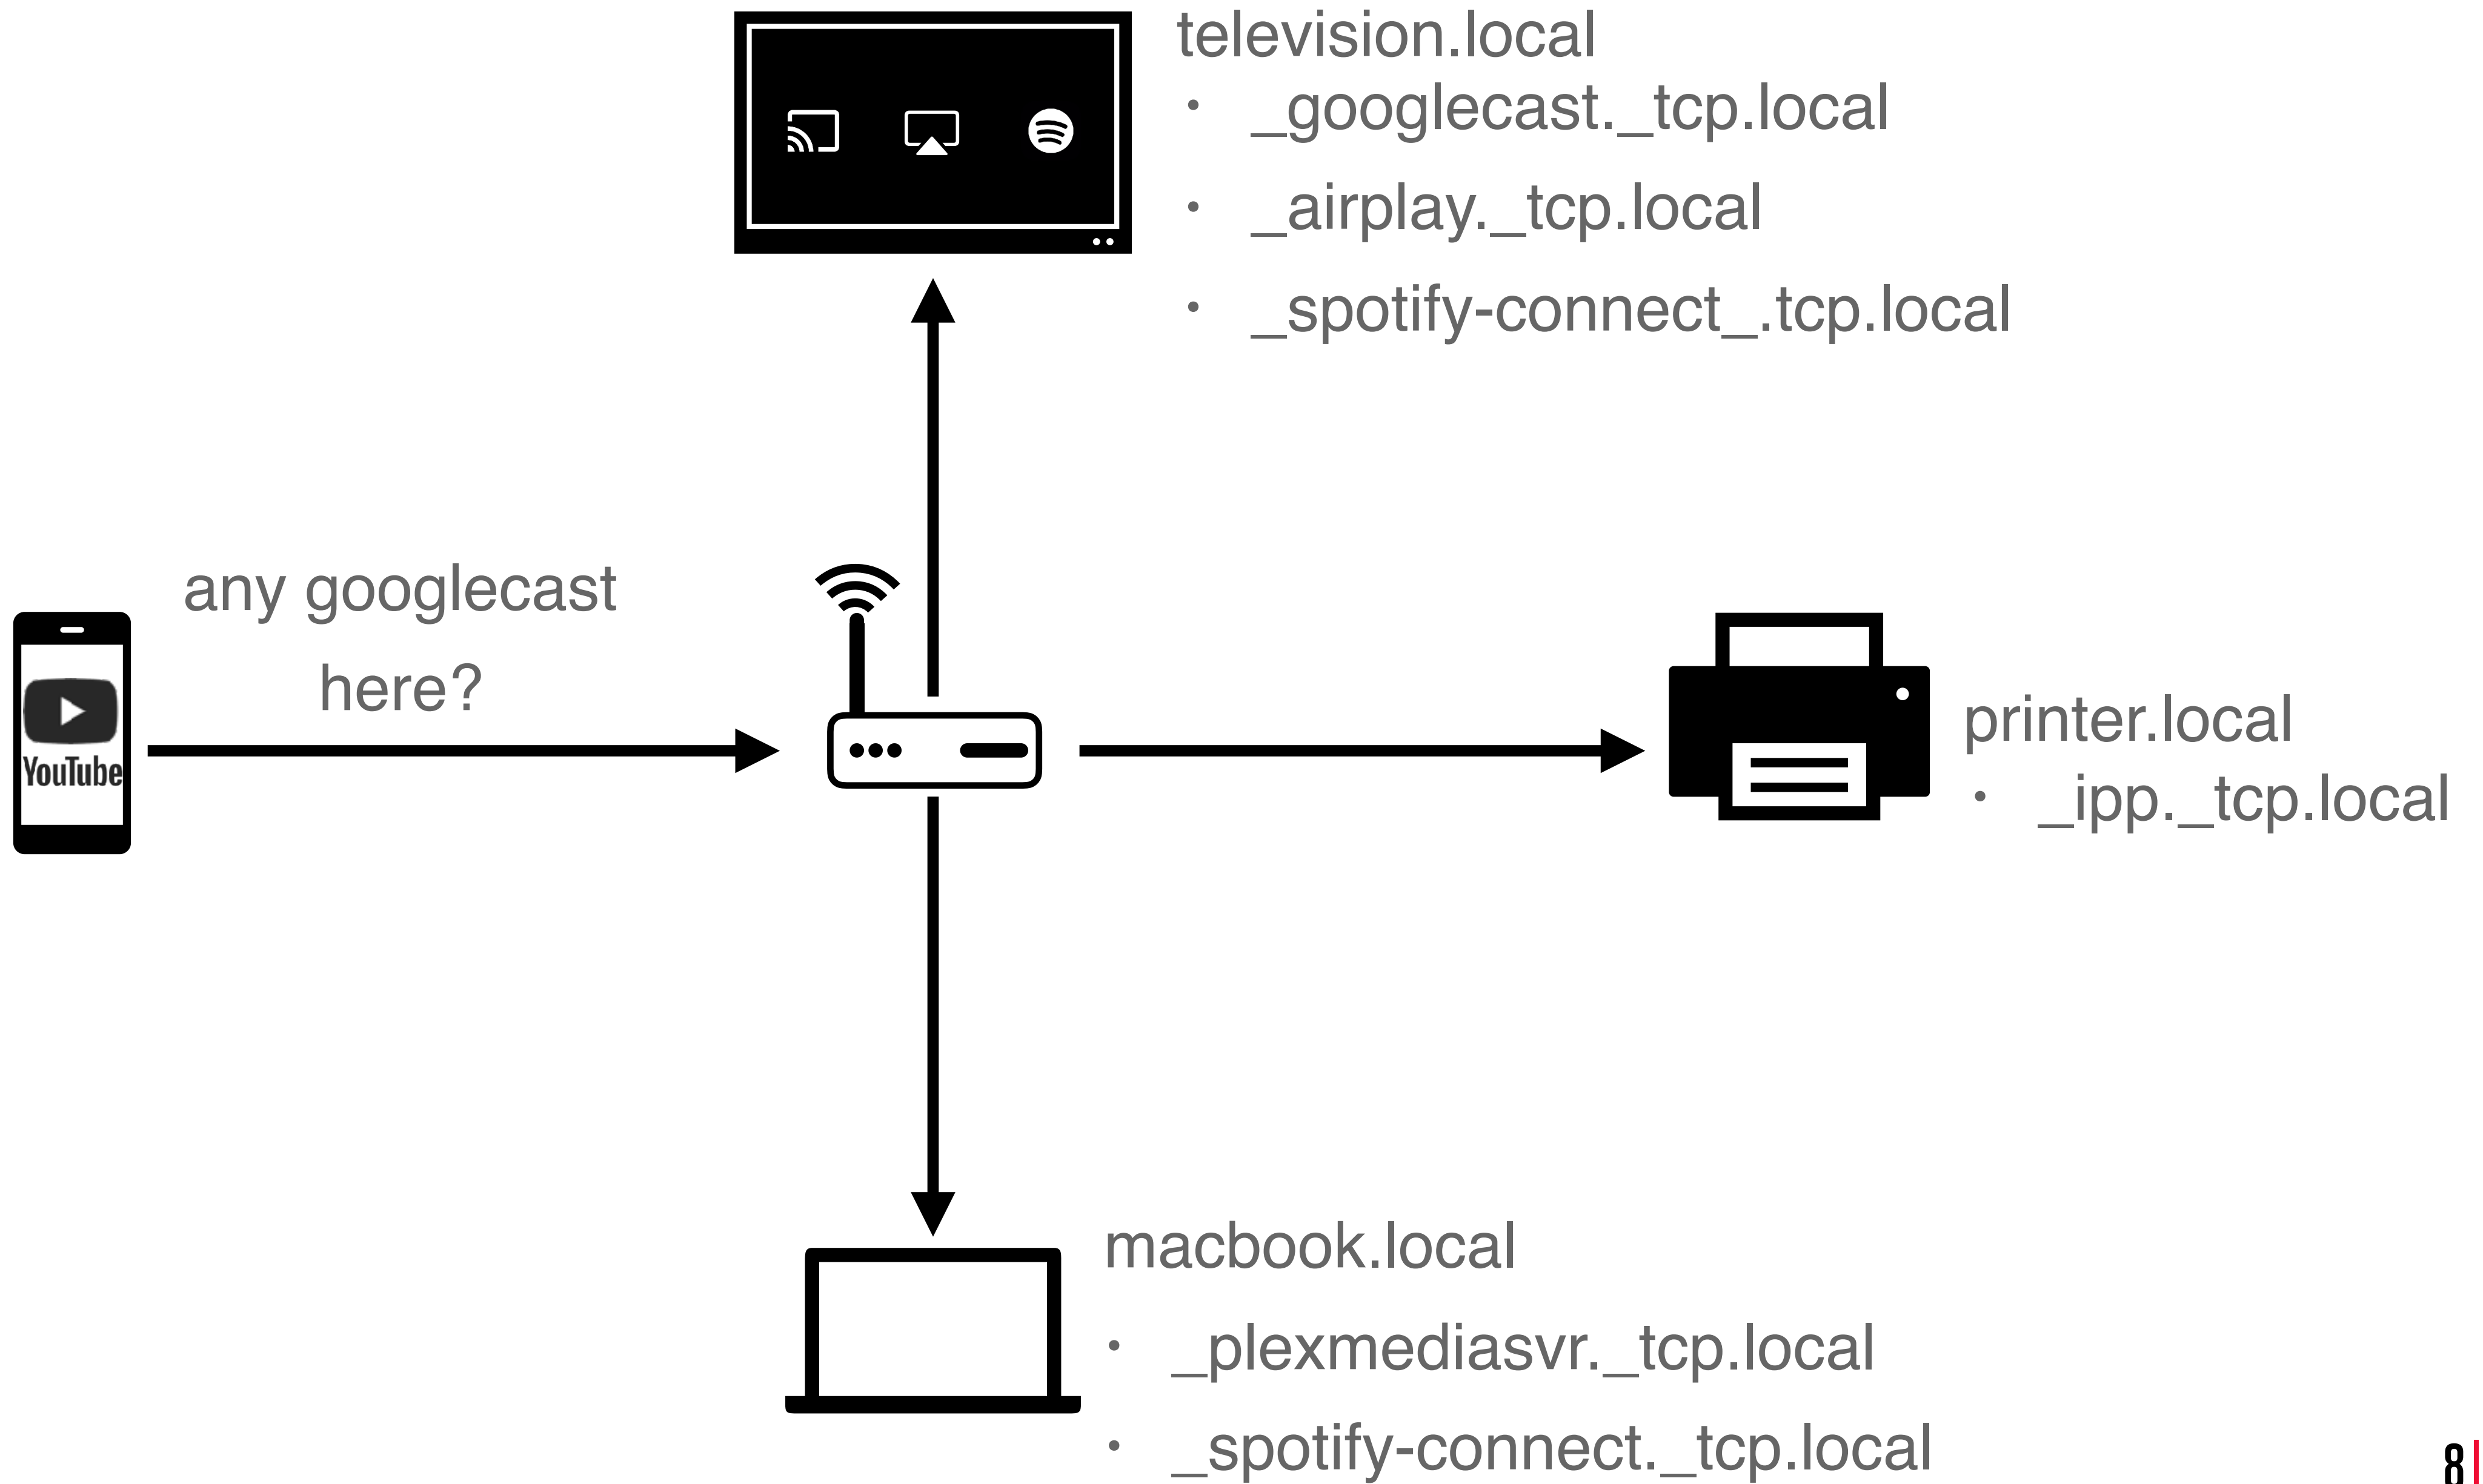 television.local
• _googlecast._tcp.local
• _airplay._tcp.local
• _spotify-connect_.tcp.local
any googlecast
here?
YouTube
printer.local
• _ipp._tcp.local
macbook.local
• _plexmediasvr._tcp.local
• _spotify-connect._tcp.local
8